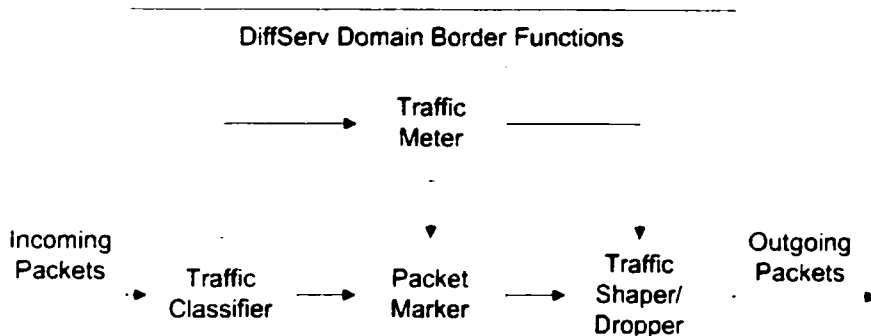 DiffServ Domain Border Functions
Traffic
Meter
Incoming
Packets
Traffic
Classifier
Packet
Marker
Traffic
Shaper/
Dropper
Outgoing
Packets